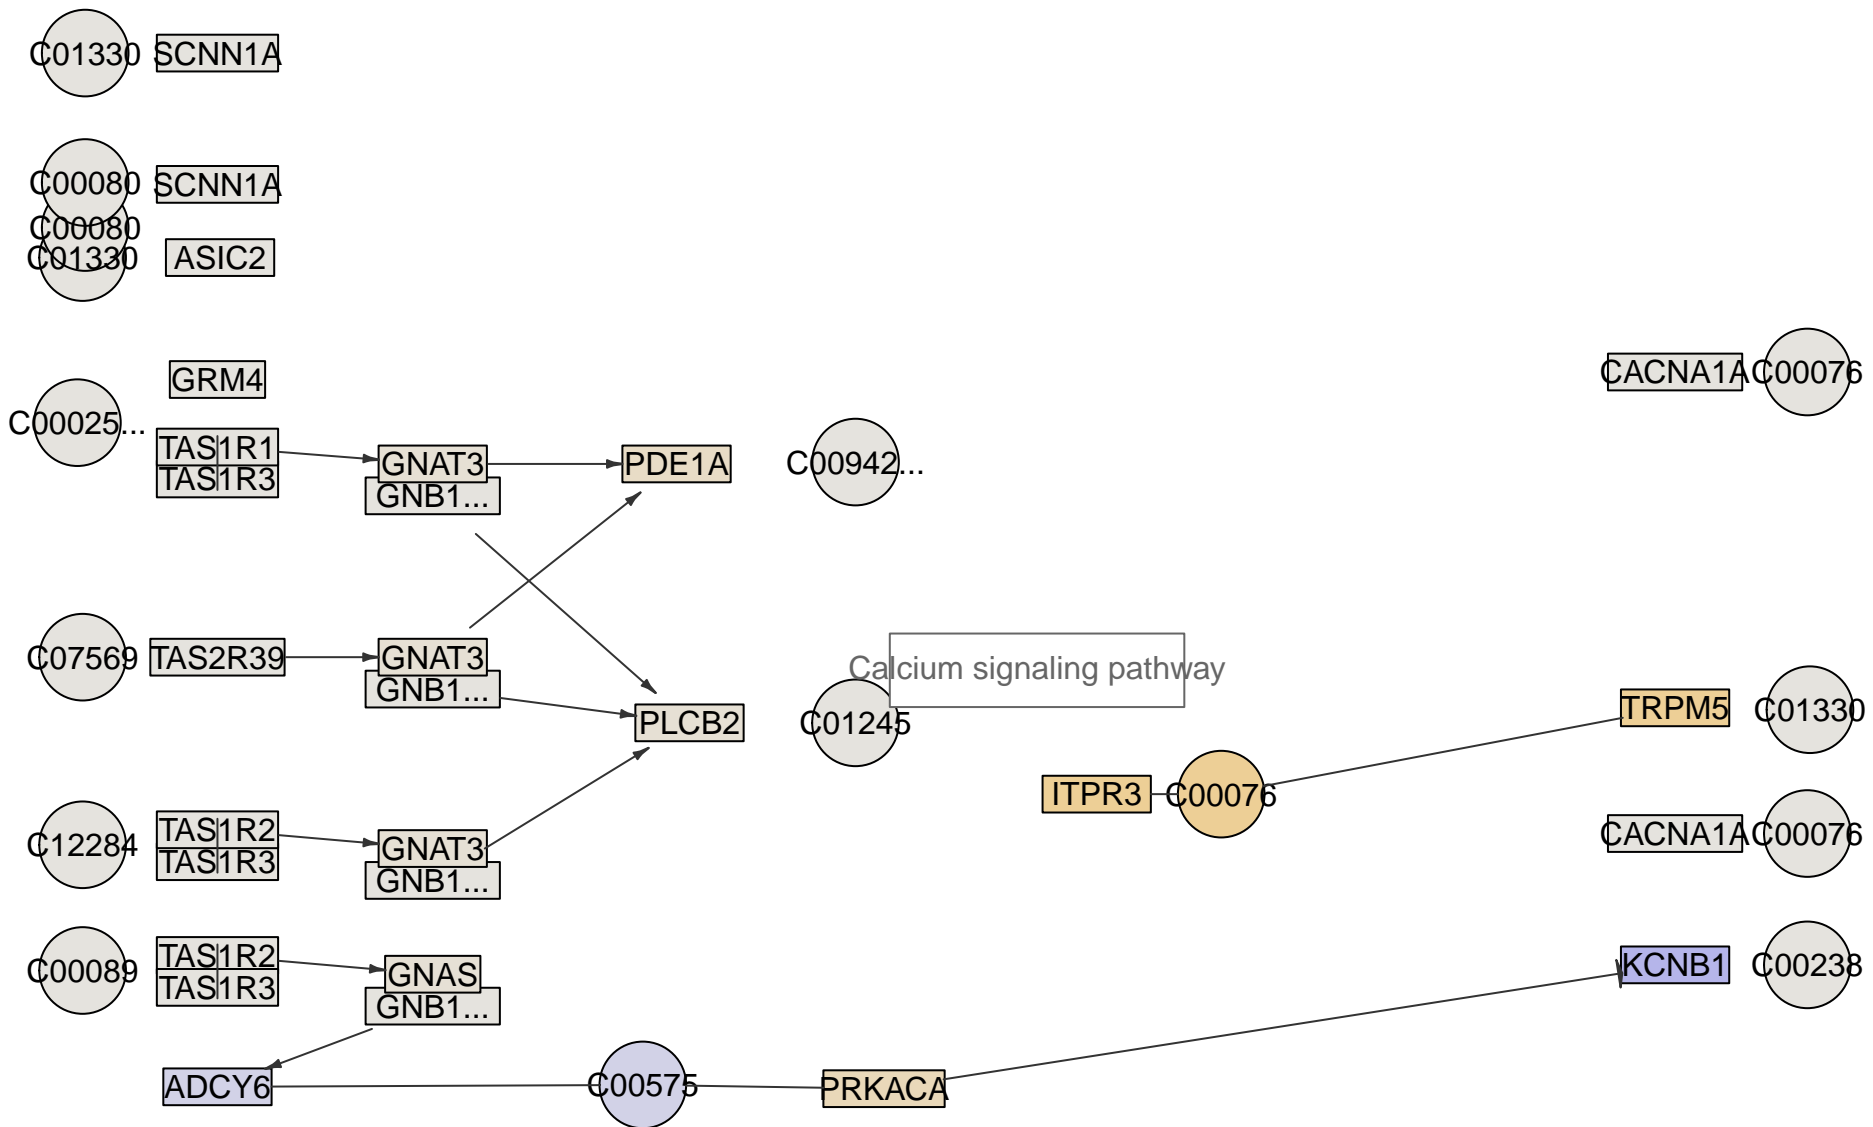 C01330 SCNN1A
C00080 SCNN1A
C00080
C01330 ASIC2
GRM4
CACNA1A C00076
C00025...
TAS1R1
GNAT3 PDE1A C00942...
TAS1R3
GNB1...
C07569 TAS2R39 GNAT3
Calcium signaling pathway
GNB1...
PLCB2 C01245
TRPM5 C01330
ITPR3 C00076
C12284 TAS1R2
TAS1R3
GNAT3
CACNA1A C00076
GNB1...
C00089 TAS1R2
TAS1R3
GNAS
KCNB1 C00238
GNB1...
ADCY6 C00575 PRKACA